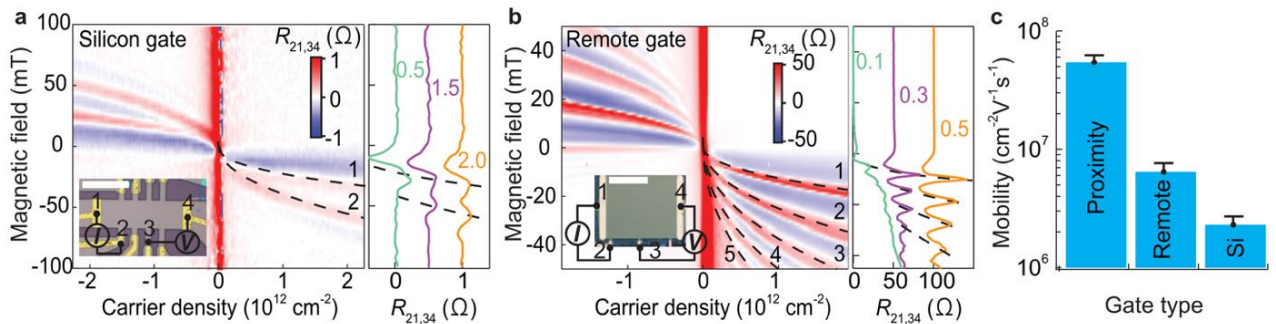 a
Silicon gate
R21,34 (Ω)
1
0
-1
Magnetic field (mT)
100
50
0
-50
-100
1
2
1
2
3
4
I
V
-2
-1
0
1
2
Carrier density (10^12 cm^-2)
0.5
1.5
2.0
0
1
R21,34 (Ω)
b
Remote gate
R21,34 (Ω)
50
0
-50
Magnetic field (mT)
40
20
0
-20
-40
1
2
3
4
5
1
2
3
4
I
V
-1
0
1
Carrier density (10^12 cm^-2)
0.1
0.3
0.5
0
50
100
R21,34 (Ω)
c
Mobility (cm^-2V^-1s^-1)
10^8
10^7
10^6
Proximity
Remote
Si
Gate type